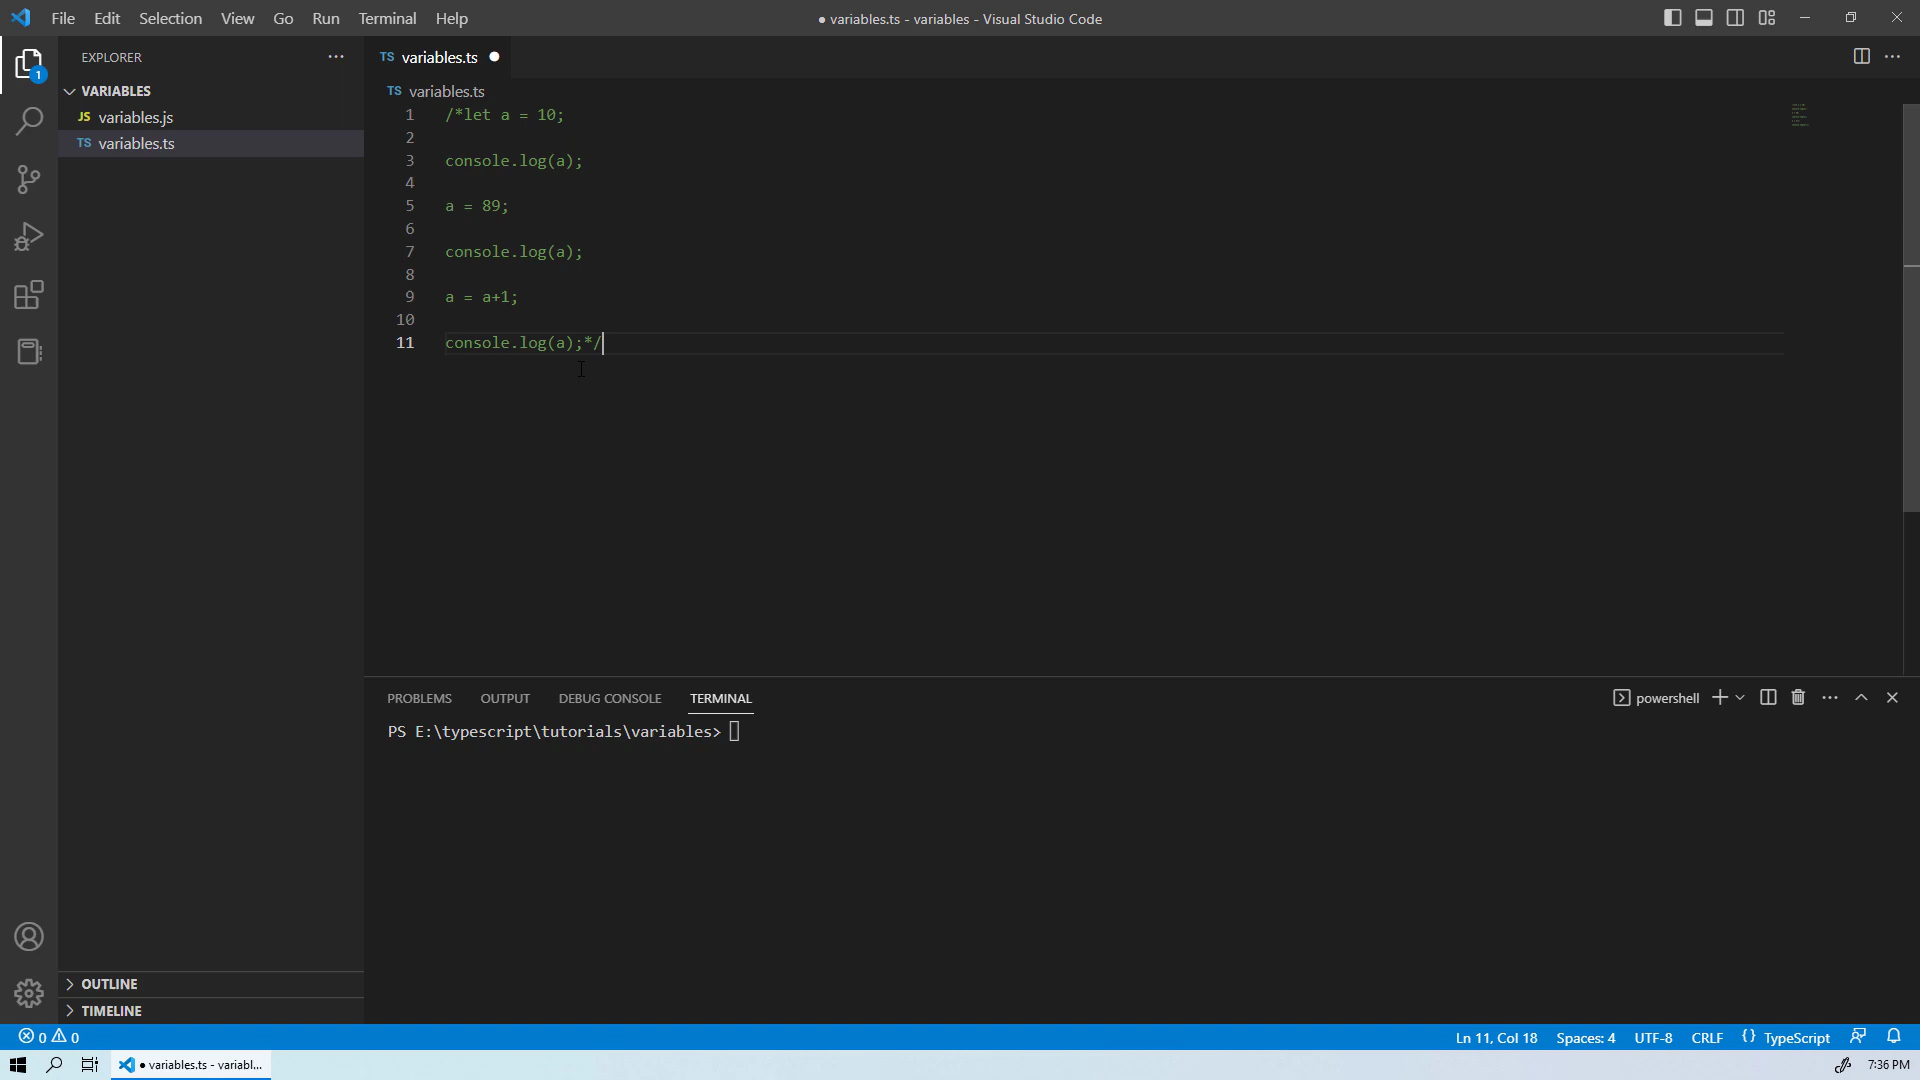 File Edit Selection View Go Run Terminal Help
● variables.ts - variables - Visual Studio Code
EXPLORER
TS variables.ts
1
VARIABLES
TS variables.ts
JS variables.js
TS variables.ts
1 /*let a = 10;
2
3 console.log(a);
4
5 a = 89;
6
7 console.log(a);
8
9 a = a+1;
10
11 console.log(a);*/
PROBLEMS OUTPUT DEBUG CONSOLE TERMINAL
powershell
PS E:\typescript\tutorials\variables>
OUTLINE
TIMELINE
0 0
Ln 11, Col 18 Spaces: 4 UTF-8 CRLF {} TypeScript
● variables.ts - variabl...
7:36 PM